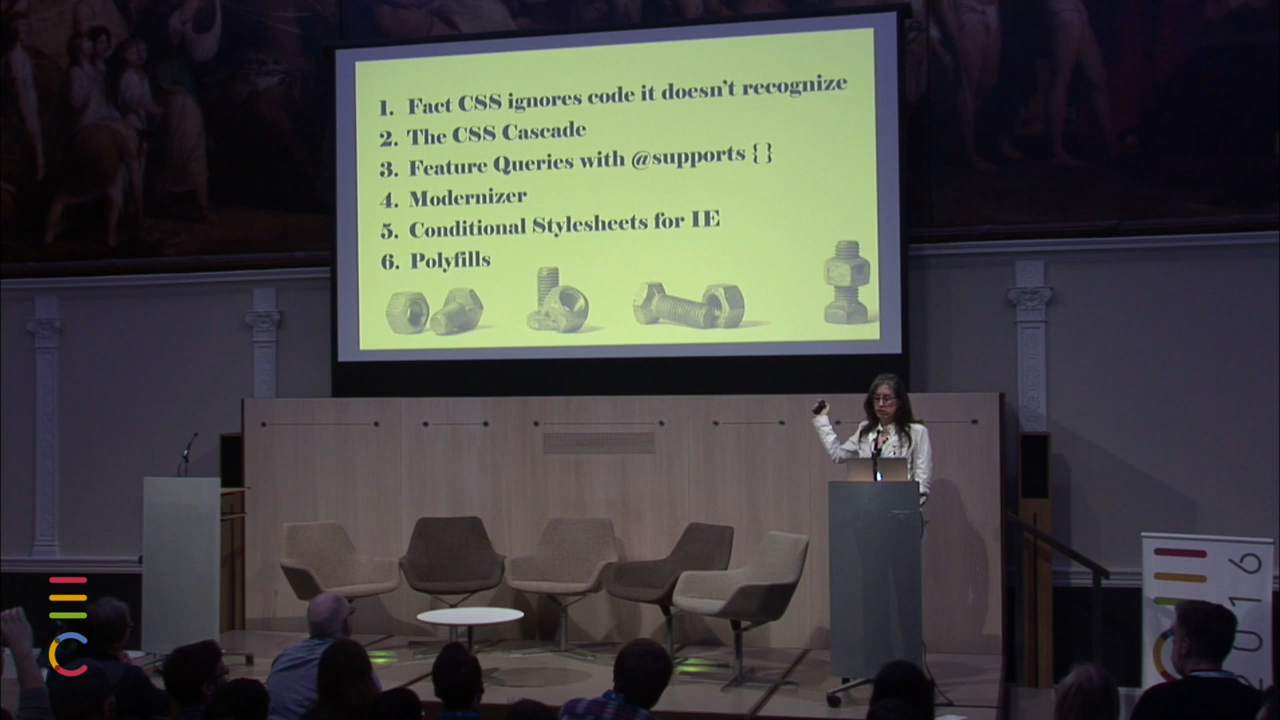 1. Fact CSS ignores code it doesn't recognize
2. The CSS Cascade
3. Feature Queries with @supports { }
4. Modernizer
5. Conditional Stylesheets for IE
6. Polyfills
2016